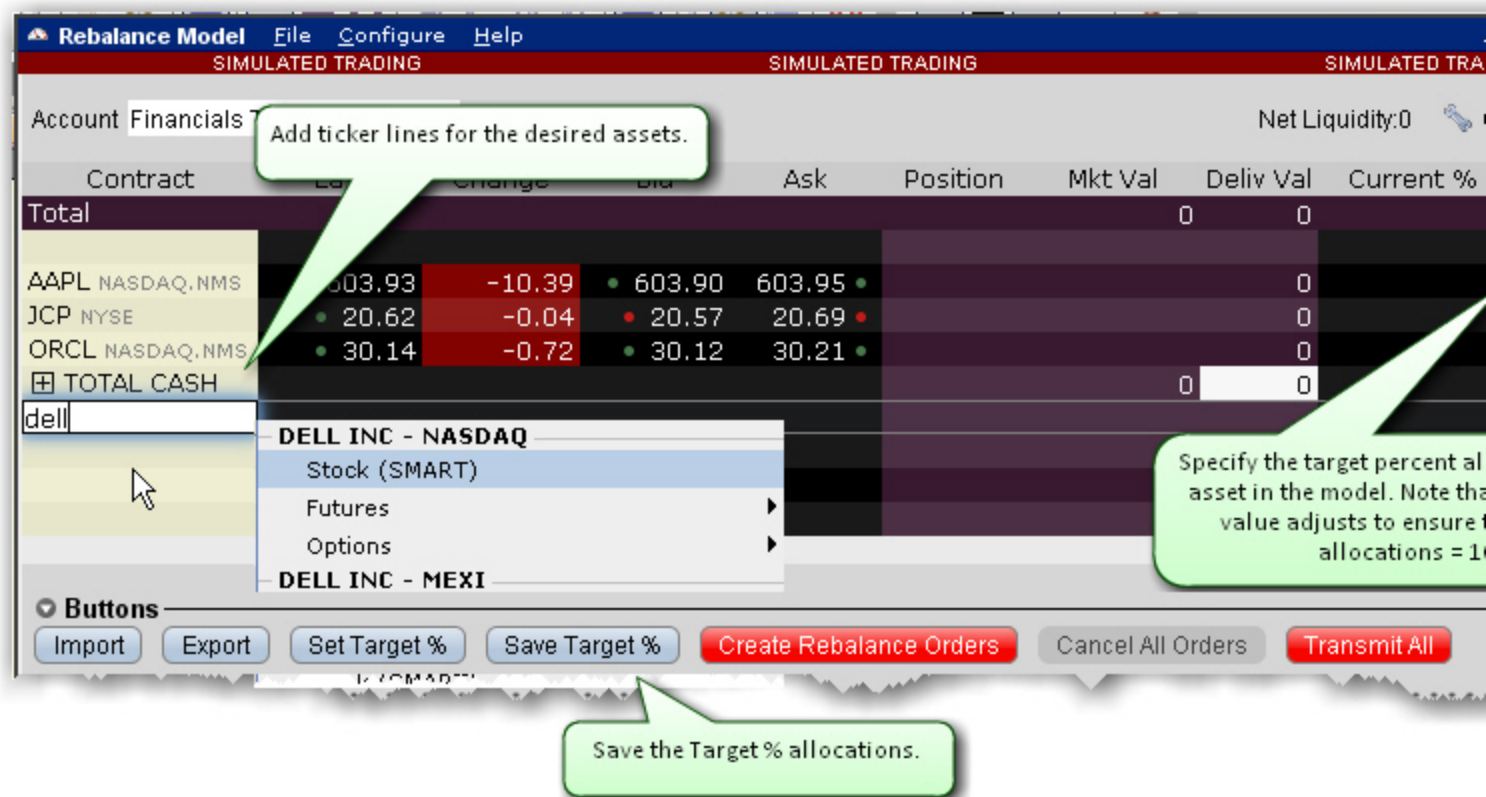 Rebalance Model File Configure Help
SIMULATED TRADING SIMULATED TRADING SIMULATED TRA
Account Financials
Net Liquidity:0
Add ticker lines for the desired assets.
Contract Ask Position Mkt Val Deliv Val Current %
Total 0 0
AAPL NASDAQ.NMS 603.93 -10.39 603.90 603.95 0
JCP NYSE 20.62 -0.04 20.57 20.69 0
ORCL NASDAQ.NMS 30.14 -0.72 30.12 30.21 0
TOTAL CASH 0 0
dell
DELL INC - NASDAQ
Stock (SMART)
Futures
Options
DELL INC - MEXI
Specify the target percent al
asset in the model. Note tha
value adjusts to ensure t
allocations = 1
Buttons
Import Export Set Target % Save Target % Create Rebalance Orders Cancel All Orders Transmit All
Save the Target % allocations.